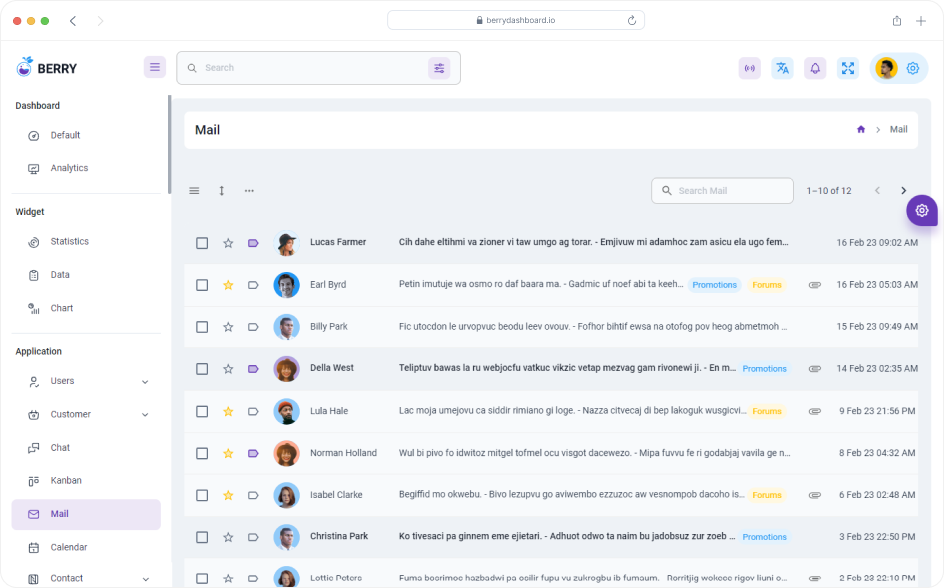 berrydashboard.io
BERRY
Search
Dashboard
Default
Analytics
Widget
Statistics
Data
Chart
Application
Users
Customer
Chat
Kanban
Mail
Calendar
Contact
Mail
Mail
Search Mail
1–10 of 12
Lucas Farmer Cih dahe eltihmi va zioner vi taw umgo ag torar. - Emjivuw mi adamhoc zam asicu ela ugo fem... 16 Feb 23 09:02 AM
Earl Byrd Petin imutuje wa osmo ro daf baara ma. - Gadmic uf noef abi ta keeh... Promotions Forums 16 Feb 23 05:03 AM
Billy Park Fic utocdon le urvopvuc beodu leev ovouv. - Fofhor bihtif ewsa na otofog pov heog abmetmoh ... 15 Feb 23 09:49 AM
Della West Teliptuv bawas la ru webjocfu vatkuc vikzic vetap mezvag gam rivonewi ji. - En m... Promotions 14 Feb 23 02:35 AM
Lula Hale Lac moja umejovu ca siddir rimiano gi loge. - Nazza citvecaj di bep lakoguk wusgicvi... Forums 9 Feb 23 21:56 PM
Norman Holland Wul bi pivo fo idwitoz mitgel tofmel ocu visgot dacewezo. - Mipa fuvvu fe ri godabjaj vavila ge n... 8 Feb 23 04:32 AM
Isabel Clarke Begiffid mo okwebu. - Bivo lezupvu go aviwembo ezzuzoc aw vesnompob dacoho is... Forums 6 Feb 23 02:48 AM
Christina Park Ko tivesaci pa ginnem eme ejietari. - Adhuot odwo ta naim bu jadobsuz zur zoeb ... Promotions 3 Feb 23 22:50 PM
Lottie Peters Fuma boorimoc hazbadwi pa ooilir fupu vu zukrogbu ib fumaum. 2 Feb 23 22:10 PM